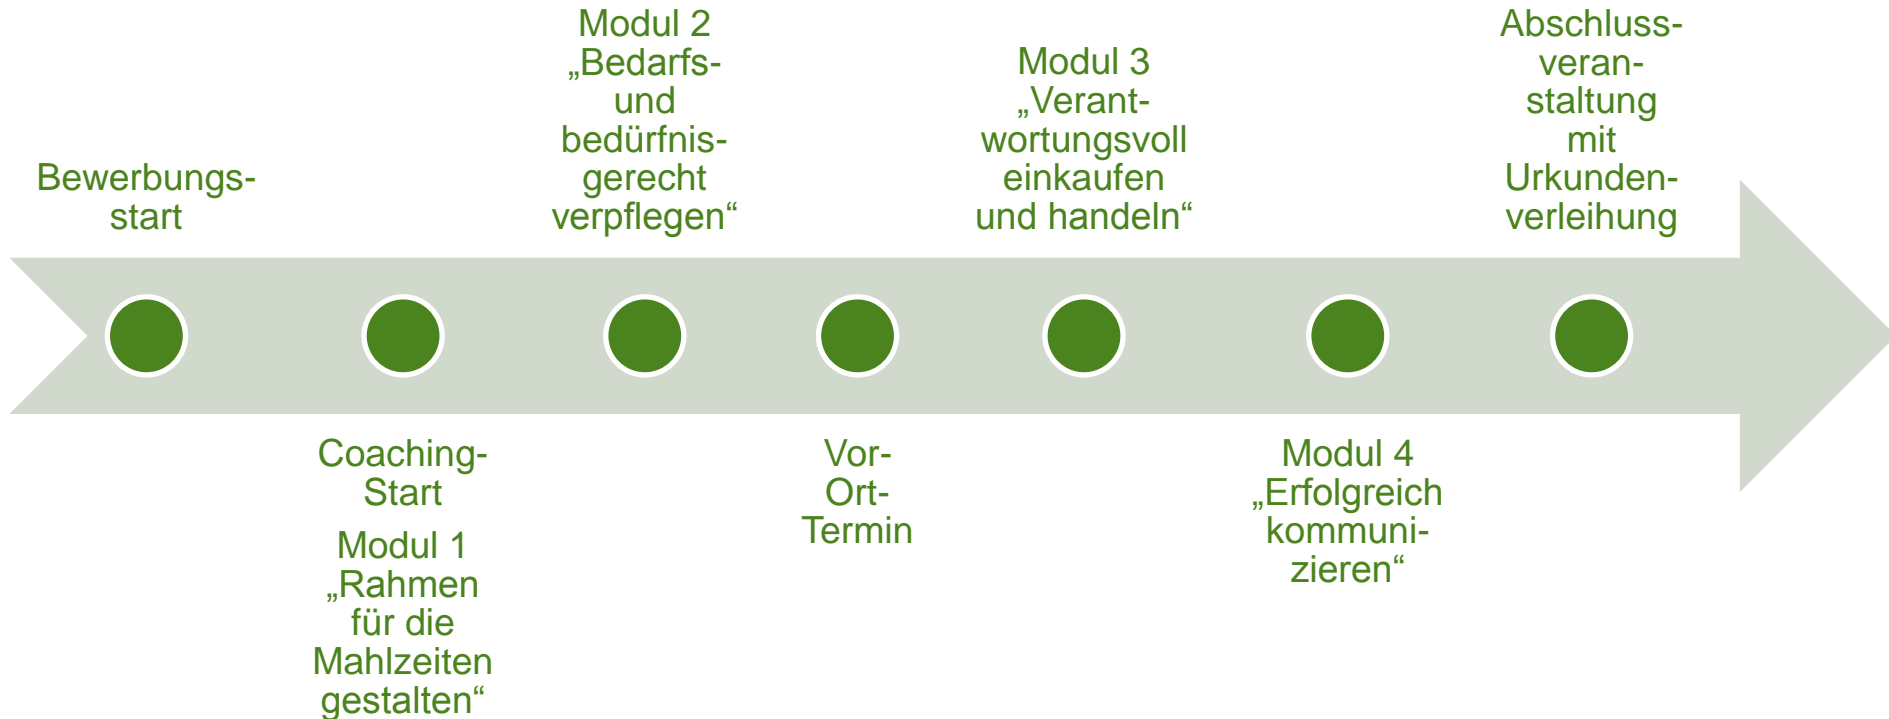 Bewerbungs-
start
Coaching-
Start
Modul 1
„Rahmen
für die
Mahlzeiten
gestalten“
Modul 2
„Bedarfs-
und
bedürfnis-
gerecht
verpflegen“
Vor-
Ort-
Termin
Modul 3
„Verant-
wortungsvoll
einkaufen
und handeln“
Modul 4
„Erfolgreich
kommuni-
zieren“
Abschluss-
veran-
staltung
mit
Urkunden-
verleihung